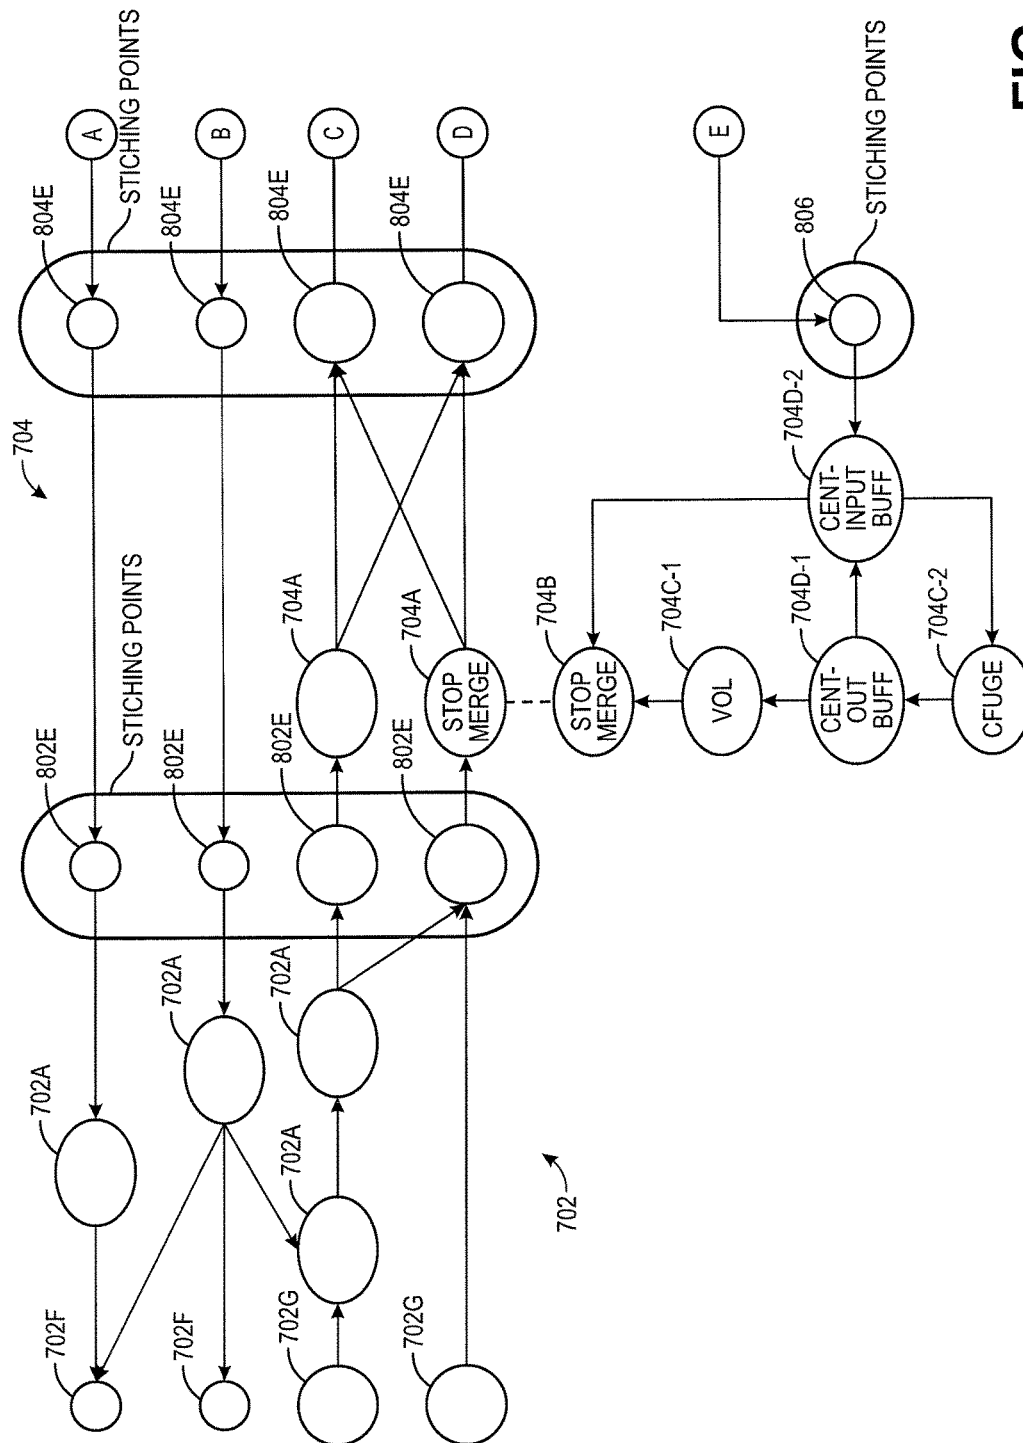 704
702F
702A
802E
804E
A
STICHING POINTS
STICHING POINTS
702F
702A
802E
804E
B
702G
702A
702A
802E
704A
804E
C
702G
802E
704A
804E
STOP
MERGE
D
702
704B
STOP
MERGE
704C-1
VOL
E
704D-1
704D-2
806
CENT-
OUT
BUFF
CENT-
INPUT
BUFF
STICHING POINTS
704C-2
CFUGE